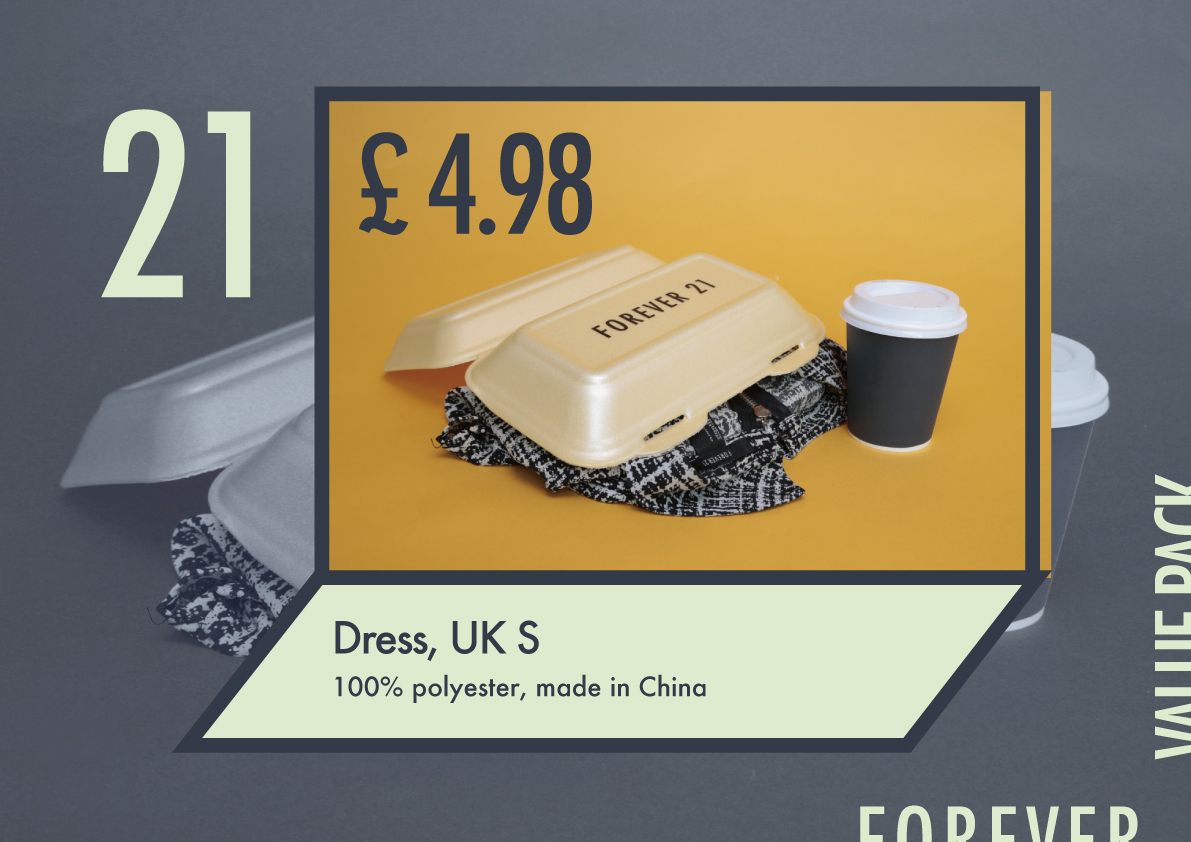 21
£ 4.98
FOREVER 21
Dress, UK S
100% polyester, made in China
VALUE PACK
FOREVER